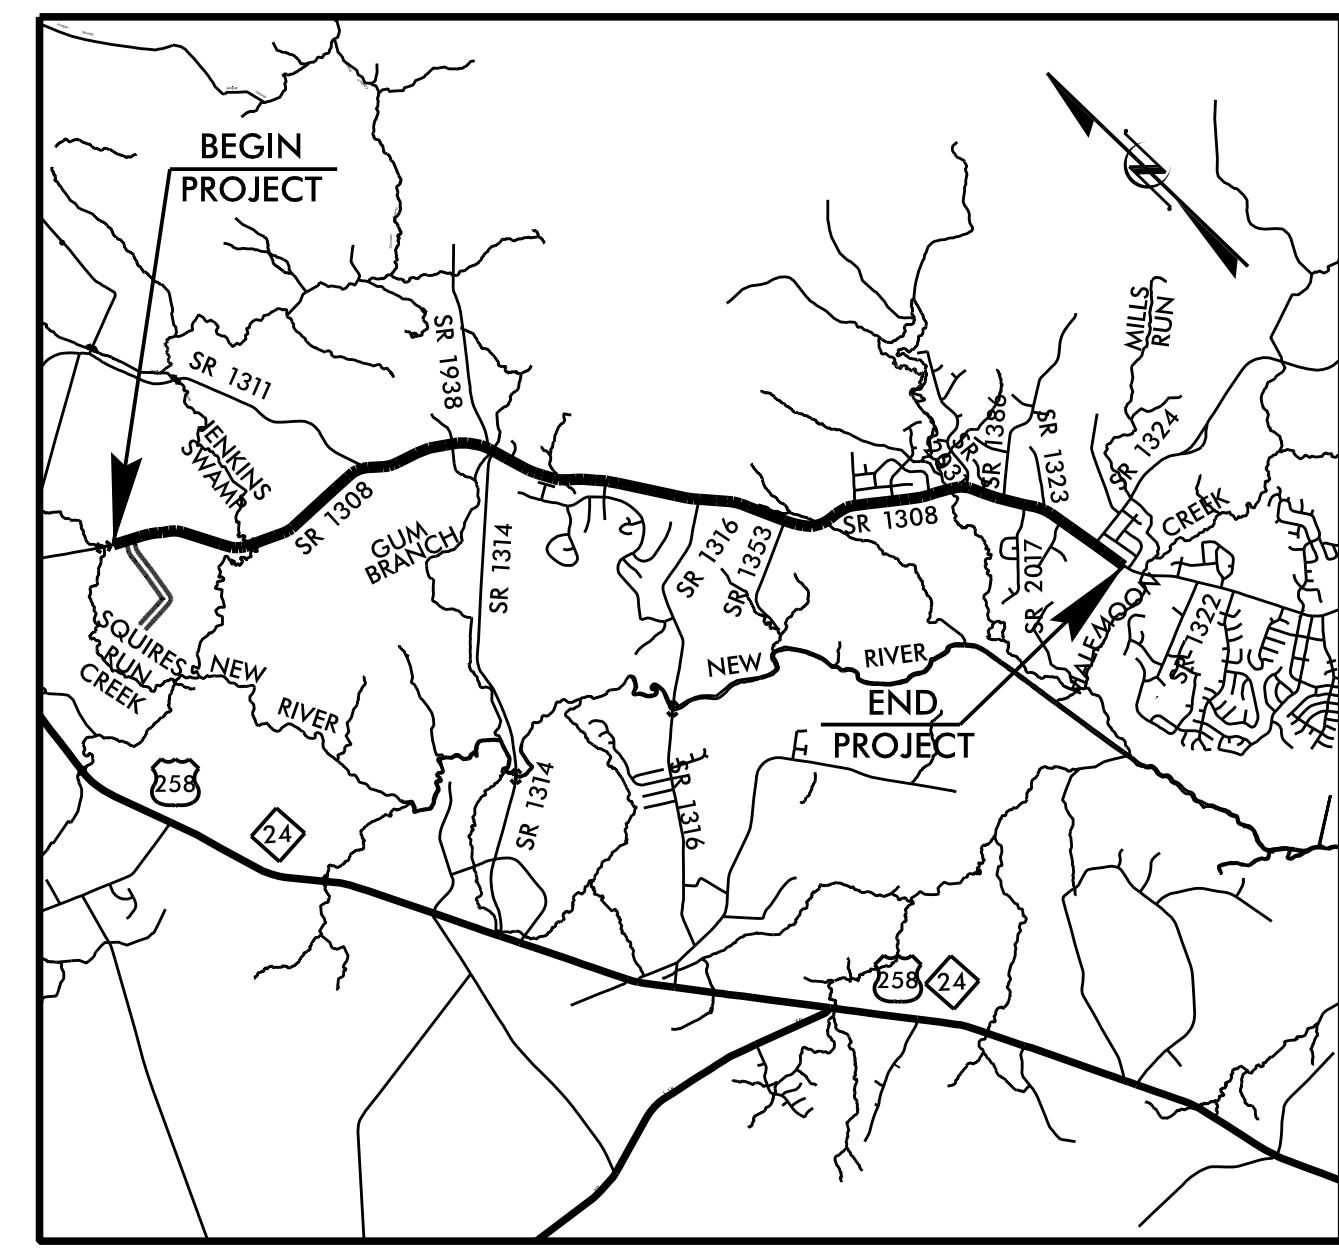 BEGIN
PROJECT
MILLS
RUN
SR 1938
SR 1311
SR 1386
SR
SR 1323
SR 1324
JENKINS
SWAMP
SR 1308
GUM
BRANCH
SR 1314
SR 1316
SR 1353
SR 1308
CREEK
SR 2017
SR 1322
SQUIRES
RUN
CREEK
NEW
RIVER
NEW
RIVER
END
PROJECT
258
24
SR 1314
SR 1316
258
24